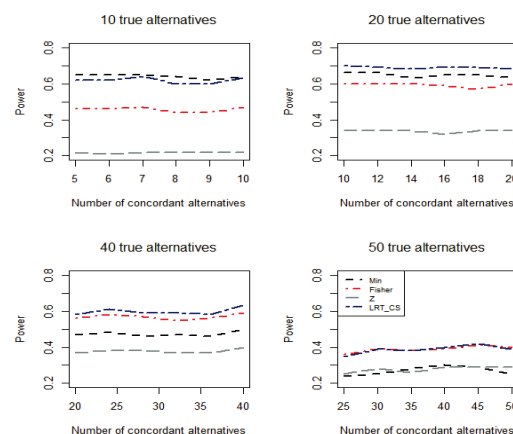 10 true alternatives
Power
0.2 0.4 0.6 0.8
5 6 7 8 9 10
Number of concordant alternatives
20 true alternatives
Power
0.2 0.4 0.6 0.8
10 12 14 16 18 20
Number of concordant alternatives
40 true alternatives
Power
0.2 0.4 0.6 0.8
20 25 30 35 40
Number of concordant alternatives
50 true alternatives
Power
0.2 0.4 0.6 0.8
Min
Fisher
Z
LRT_CS
25 30 35 40 45 50
Number of concordant alternatives